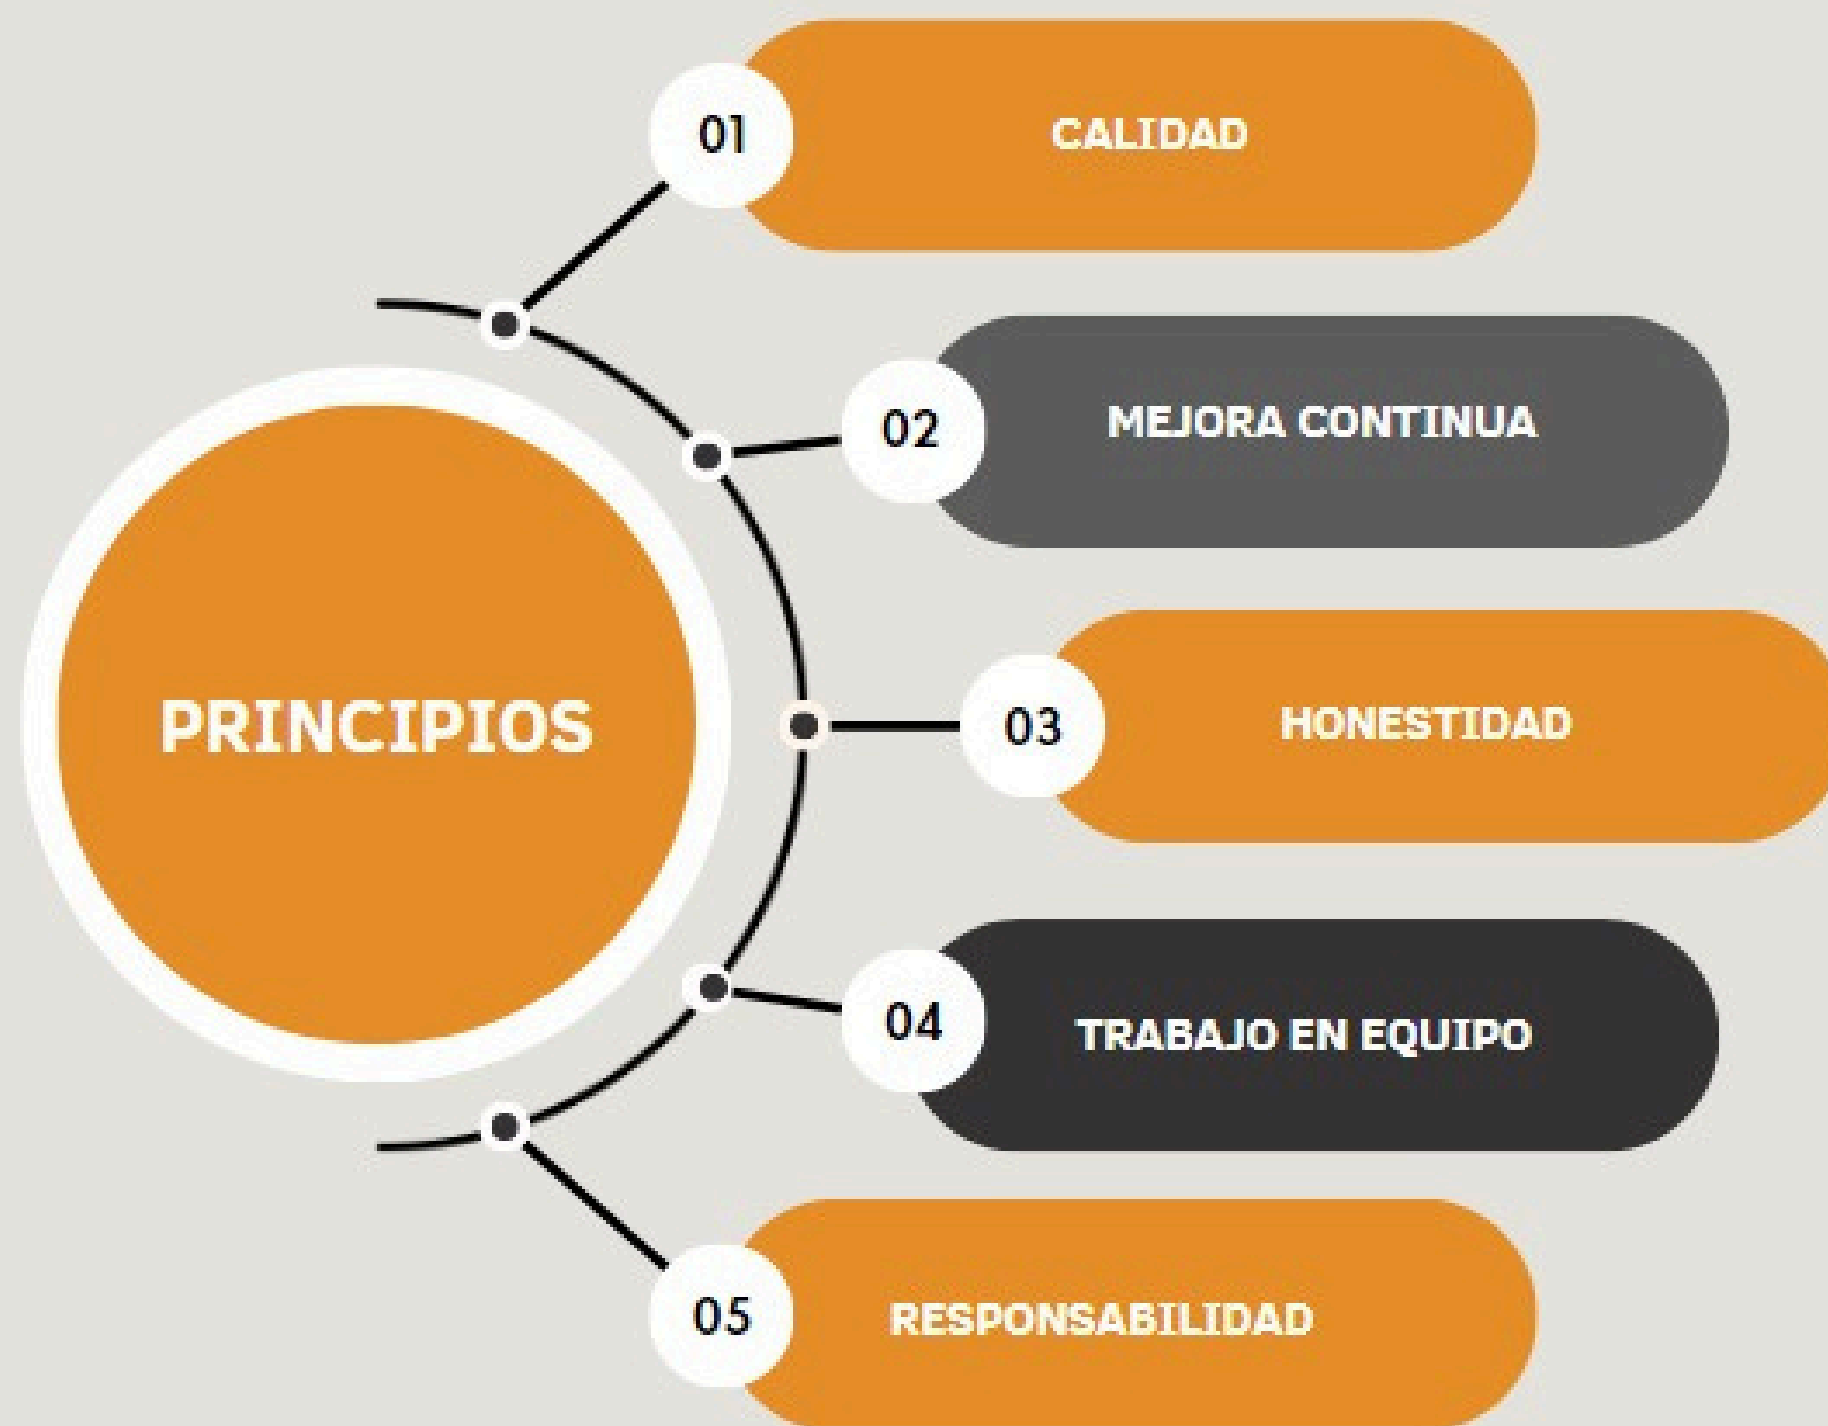 PRINCIPIOS
01
CALIDAD
02
MEJORA CONTINUA
03
HONESTIDAD
04
TRABAJO EN EQUIPO
05
RESPONSABILIDAD